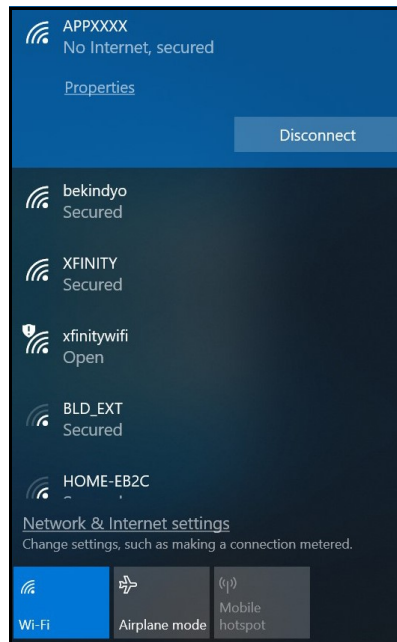 APPXXXX
No Internet, secured
Properties
Disconnect
bekindyo
Secured
XFINITY
Secured
xfinitywifi
Open
BLD_EXT
Secured
HOME-EB2C
Network & Internet settings
Change settings, such as making a connection metered.
Wi-Fi
Airplane mode
Mobile
hotspot